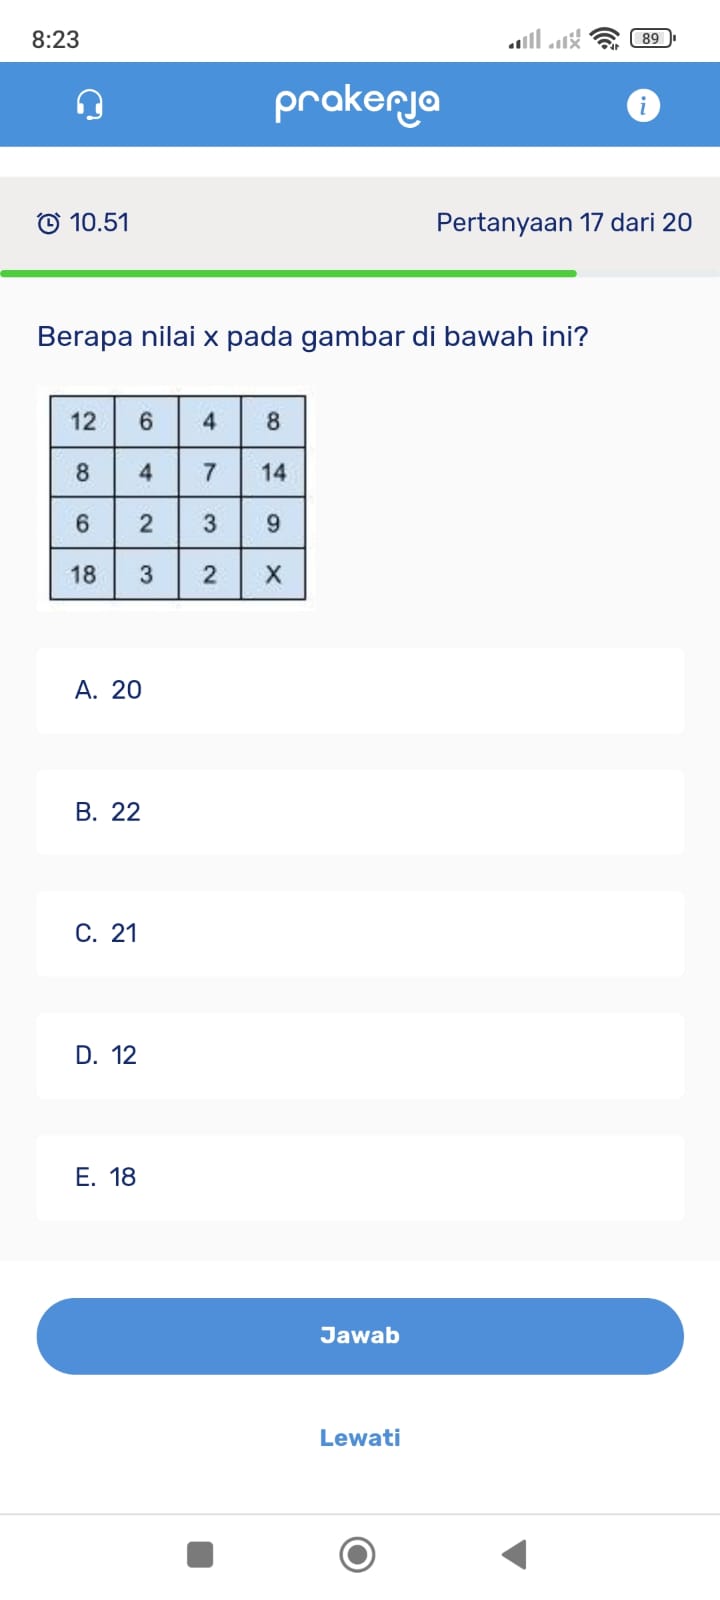 8:23
89
prakerja
i
10.51
Pertanyaan 17 dari 20
Berapa nilai x pada gambar di bawah ini?
12 6 4 8
8 4 7 14
6 2 3 9
18 3 2 X
A. 20
B. 22
C. 21
D. 12
E. 18
Jawab
Lewati